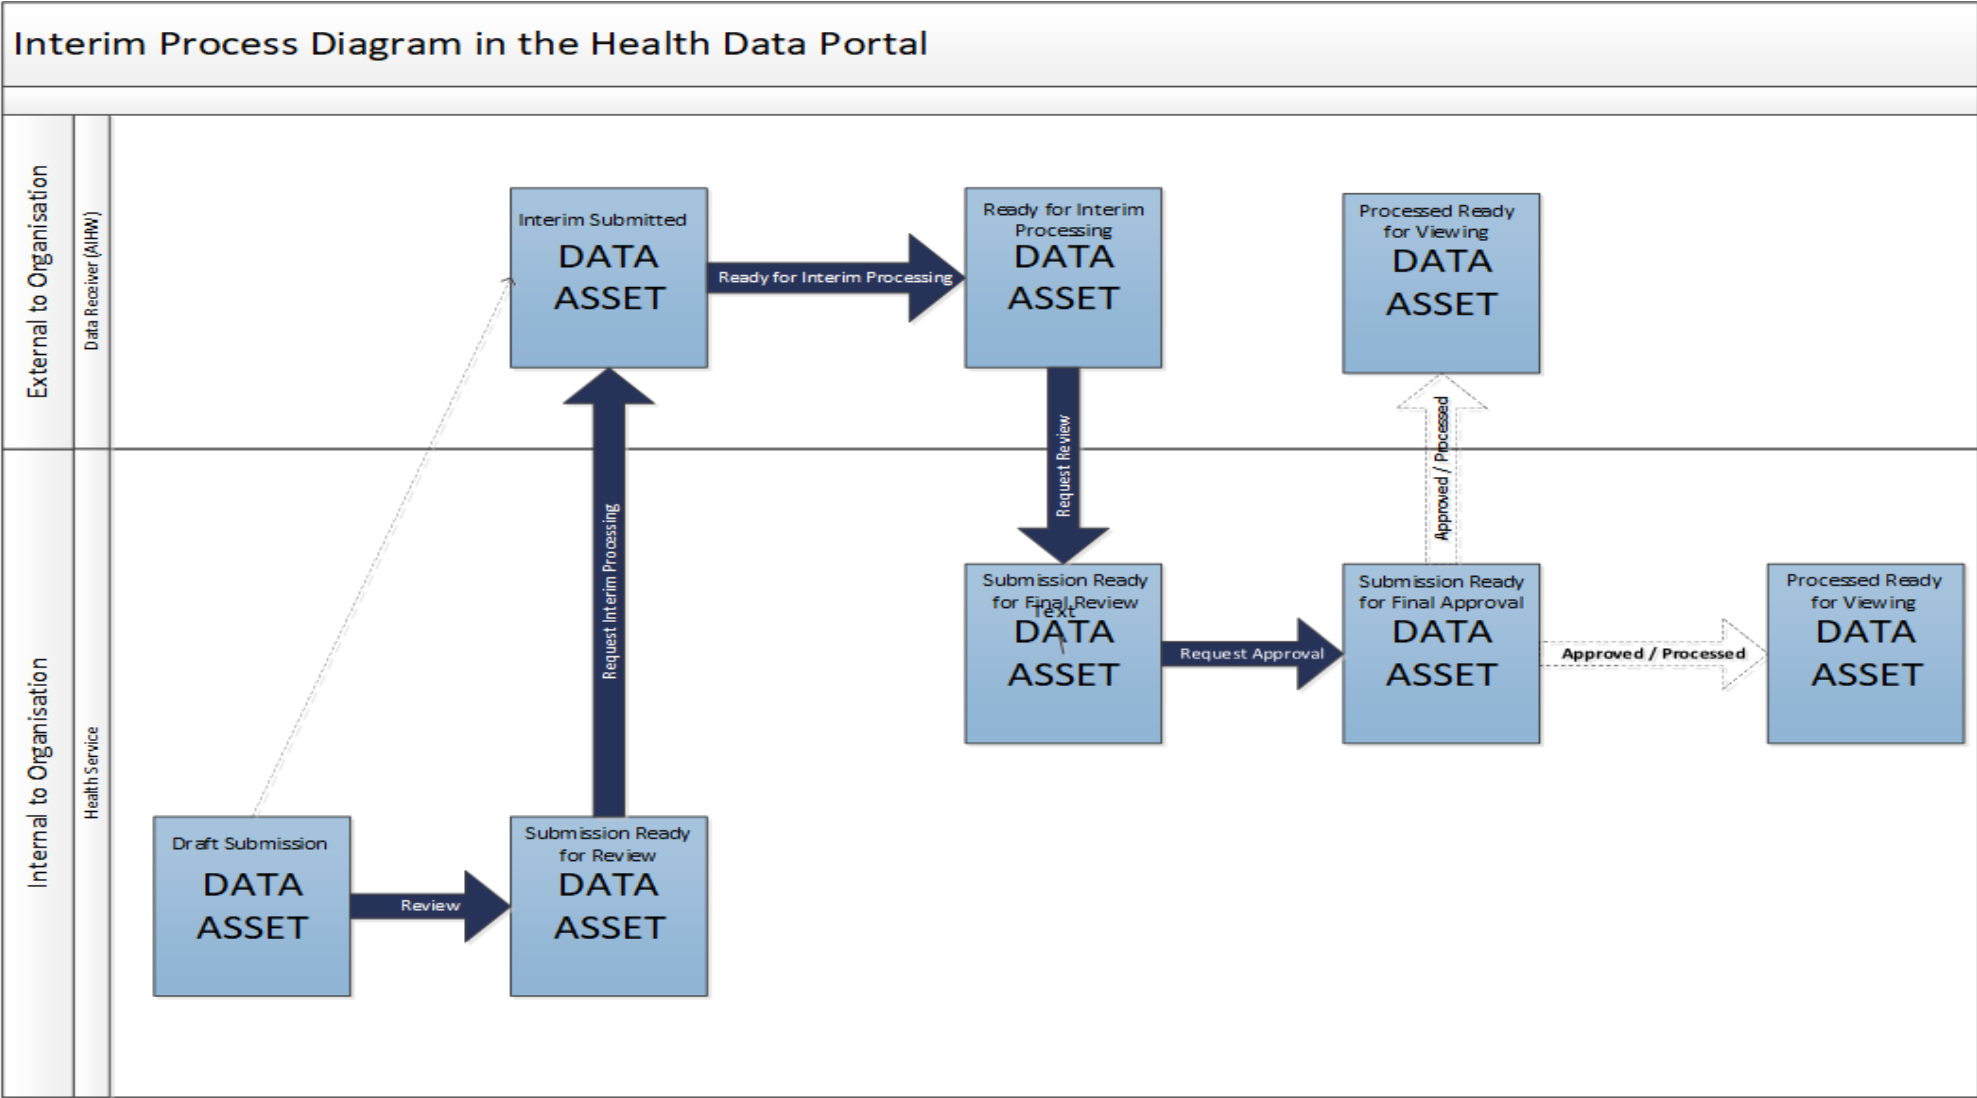 Interim Process Diagram in the Health Data Portal
External to Organisation
Data Receiver (AIHW)
Interim Submitted
DATA
ASSET
Ready for Interim Processing
Ready for Interim
Processing
DATA
ASSET
Processed Ready
for Viewing
DATA
ASSET
Request Interim Processing
Request Review
Approved / Processed
Internal to Organisation
Health Service
Submission Ready
for Final Review
Text
DATA
ASSET
Request Approval
Submission Ready
for Final Approval
DATA
ASSET
Approved / Processed
Processed Ready
for Viewing
DATA
ASSET
Draft Submission
DATA
ASSET
Review
Submission Ready
for Review
DATA
ASSET